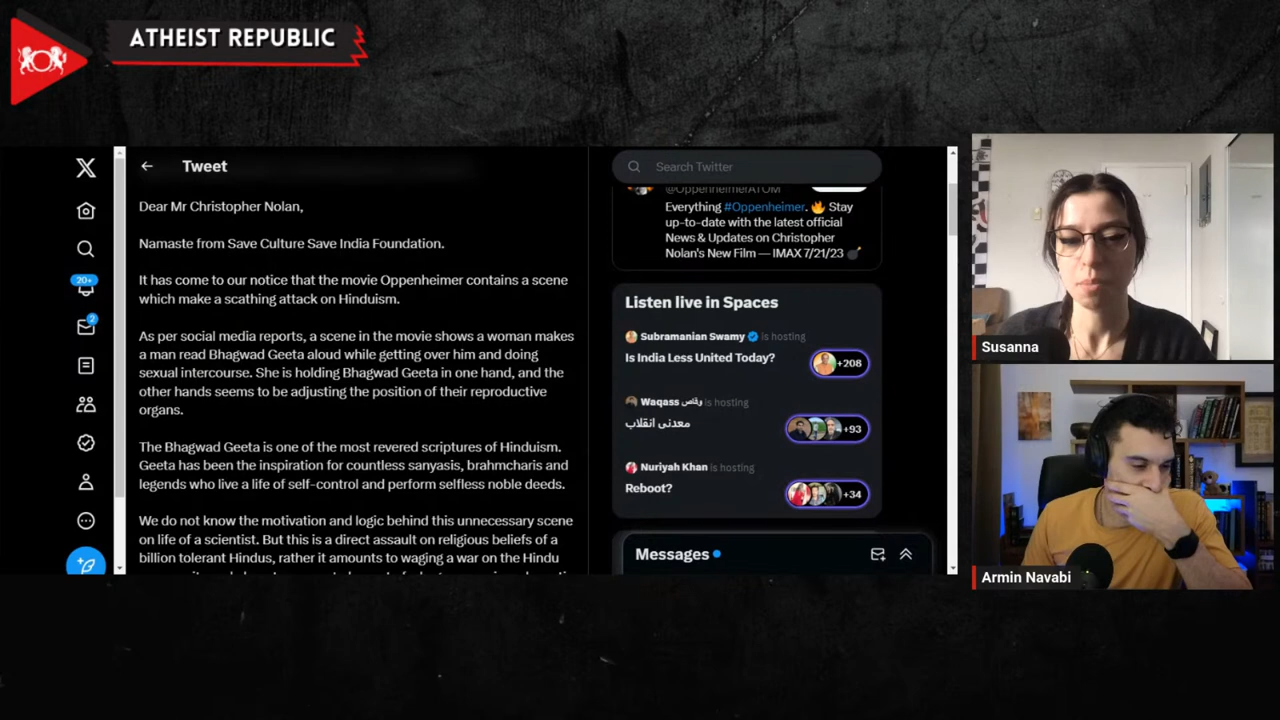 ATHEIST REPUBLIC
Tweet
Dear Mr Christopher Nolan,
Namaste from Save Culture Save India Foundation.
It has come to our notice that the movie Oppenheimer contains a scene
which make a scathing attack on Hinduism.
As per social media reports, a scene in the movie shows a woman makes
a man read Bhagwad Geeta aloud while getting over him and doing
sexual intercourse. She is holding Bhagwad Geeta in one hand, and the
other hands seems to be adjusting the position of their reproductive
organs.
The Bhagwad Geeta is one of the most revered scriptures of Hinduism.
Geeta has been the inspiration for countless sanyasis, brahmcharis and
legends who live a life of self-control and perform selfless noble deeds.
We do not know the motivation and logic behind this unnecessary scene
on life of a scientist. But this is a direct assault on religious beliefs of a
billion tolerant Hindus, rather it amounts to waging a war on the Hindu
20+
2
Search Twitter
@OppenheimerATOM
Everything #Oppenheimer. 🔥 Stay
up-to-date with the latest official
News & Updates on Christopher
Nolan's New Film — IMAX 7/21/23 💣
Listen live in Spaces
Subramanian Swamy is hosting
Is India Less United Today?
+208
Waqass وقاص is hosting
معدنی انقلاب
+93
Nuriyah Khan is hosting
Reboot?
+34
Messages
Susanna
Armin Navabi